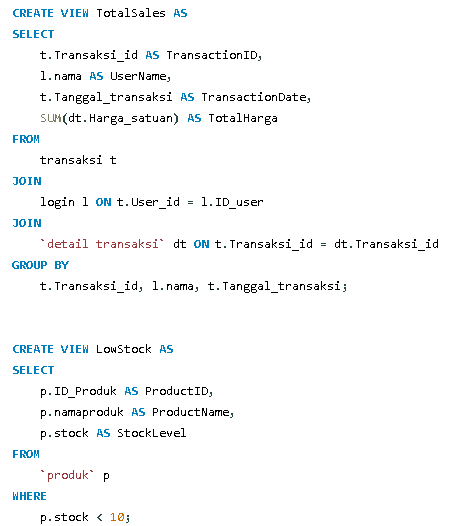 CREATE VIEW TotalSales AS
SELECT
    t.Transaksi_id AS TransactionID,
    l.nama AS UserName,
    t.Tanggal_transaksi AS TransactionDate,
    SUM(dt.Harga_satuan) AS TotalHarga
FROM
    transaksi t
JOIN
    login l ON t.User_id = l.ID_user
JOIN
    `detail transaksi` dt ON t.Transaksi_id = dt.Transaksi_id
GROUP BY
    t.Transaksi_id, l.nama, t.Tanggal_transaksi;
CREATE VIEW LowStock AS
SELECT
    p.ID_Produk AS ProductID,
    p.namaproduk AS ProductName,
    p.stock AS StockLevel
FROM
    `produk` p
WHERE
    p.stock < 10;